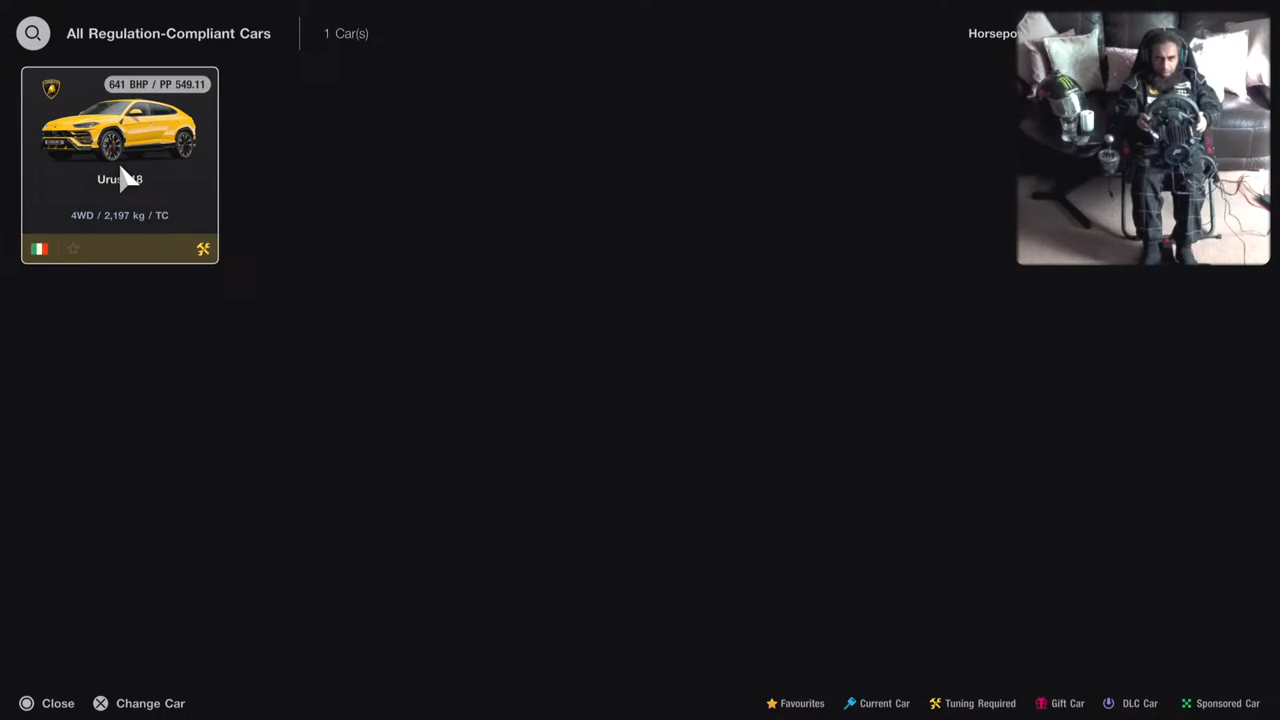 All Regulation-Compliant Cars
1 Car(s)
641 BHP / PP 549.11
4WD / 2,197 kg / TC
Close
Change Car
Favourites
Current Car
Tuning Required
Gift Car
DLC Car
Sponsored Car